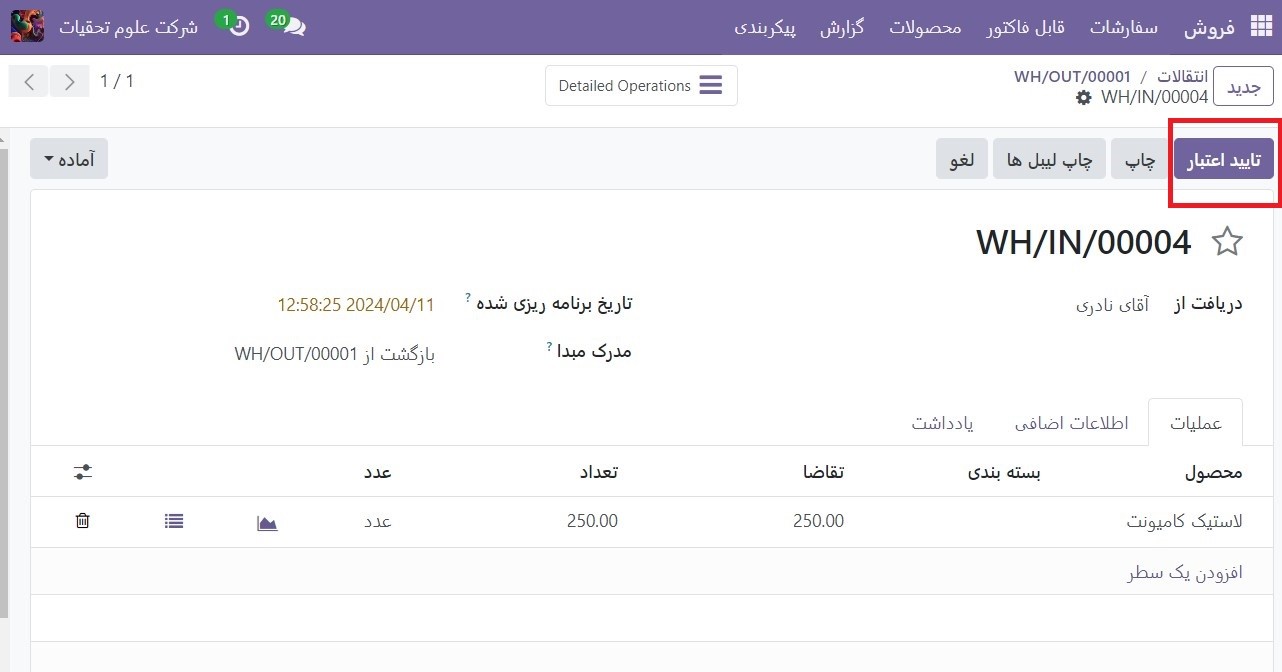 فروش سفارشات قابل فاکتور محصولات گزارش پیکربندی 20 1 شرکت علوم تحقیات
جدید انتقالات / WH/OUT/00001 Detailed Operations 1 / 1
WH/IN/00004
تایید اعتبار چاپ چاپ لیبل ها لغو آماده
WH/IN/00004
دریافت از آقای نادری تاریخ برنامه ریزی شده ? 2024/04/11 12:58:25
مدرک مبدا ? بازگشت از WH/OUT/00001
عملیات اطلاعات اضافی یادداشت
محصول بسته بندی تقاضا تعداد عدد
لاستیک کامیونت 250.00 250.00 عدد
افزودن یک سطر